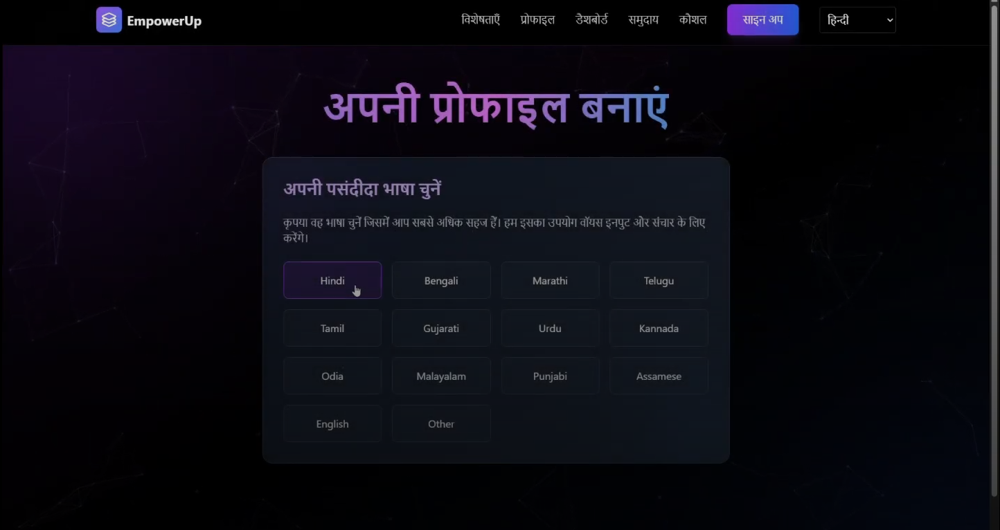 EmpowerUp
विशेषताएँ प्रोफाइल डैशबोर्ड समुदाय कौशल साइन अप हिन्दी
अपनी प्रोफाइल बनाएं
अपनी पसंदीदा भाषा चुनें
कृपया वह भाषा चुनें जिसमें आप सबसे अधिक सहज हैं। हम इसका उपयोग वॉयस इनपुट और संचार के लिए
करेंगे।
Hindi Bengali Marathi Telugu
Tamil Gujarati Urdu Kannada
Odia Malayalam Punjabi Assamese
English Other